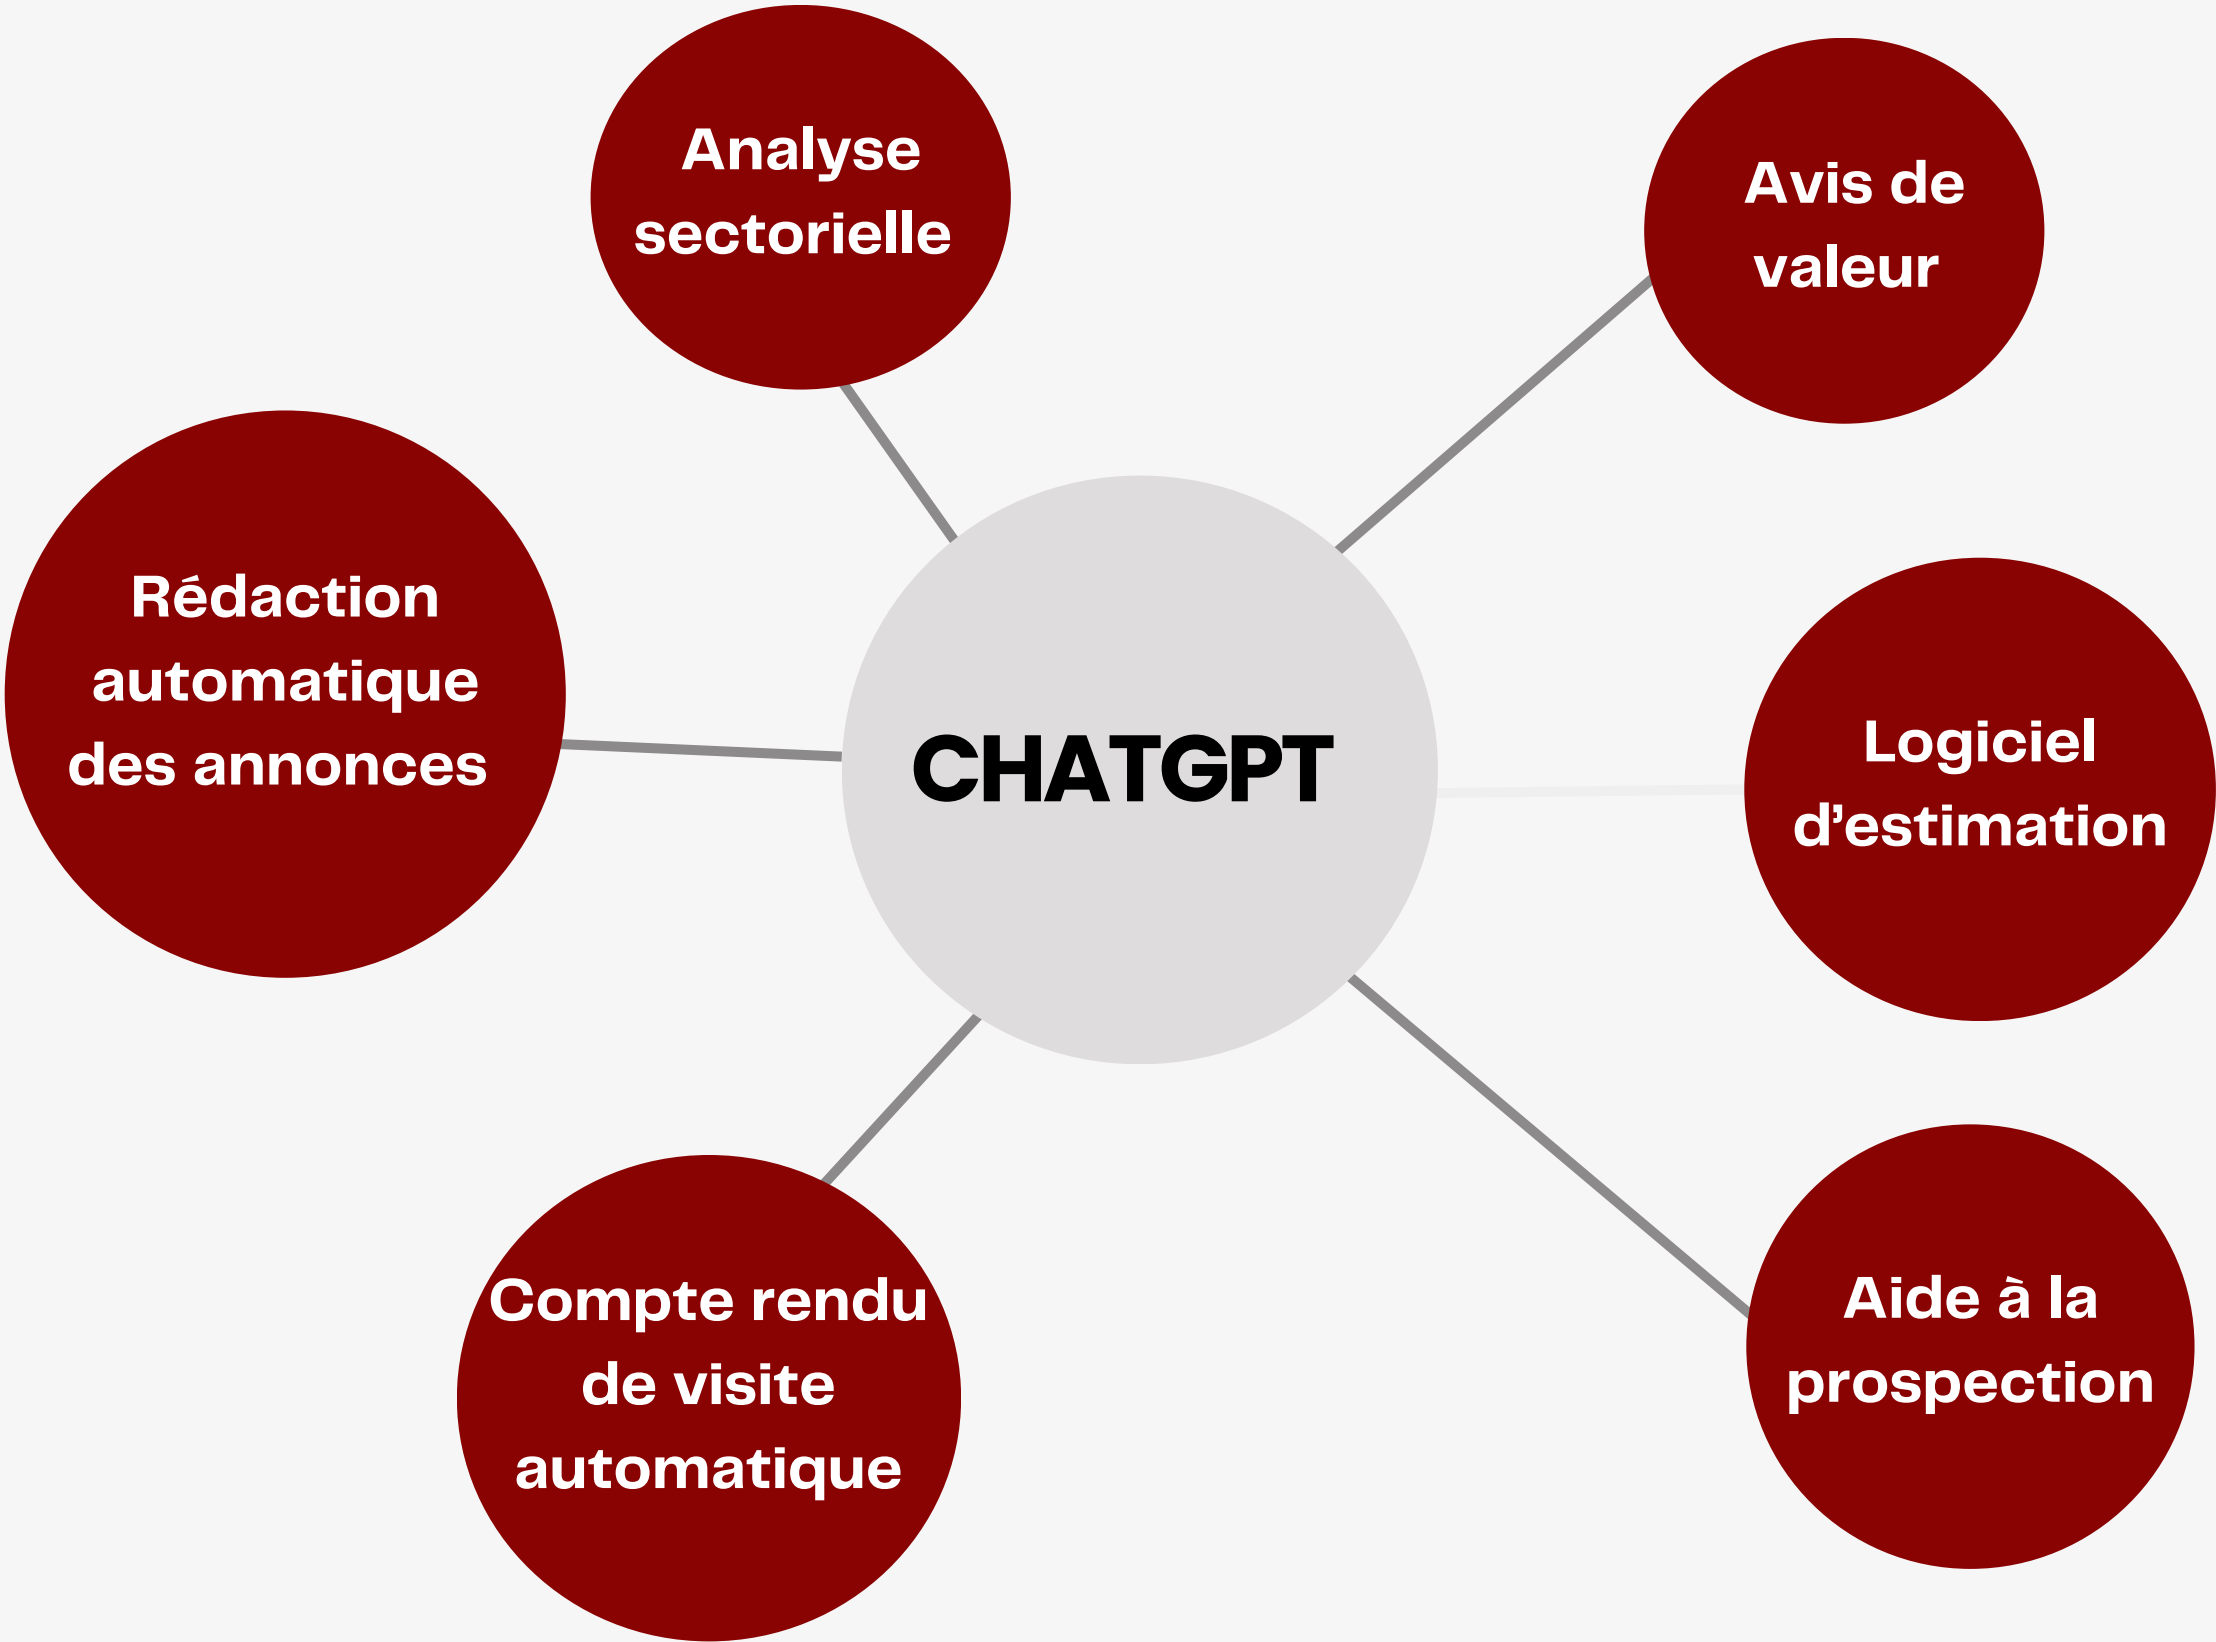 Analyse
sectorielle
Avis de
valeur
Rédaction
automatique
des annonces
CHATGPT
Logiciel
d'estimation
Compte rendu
de visite
automatique
Aide à la
prospection